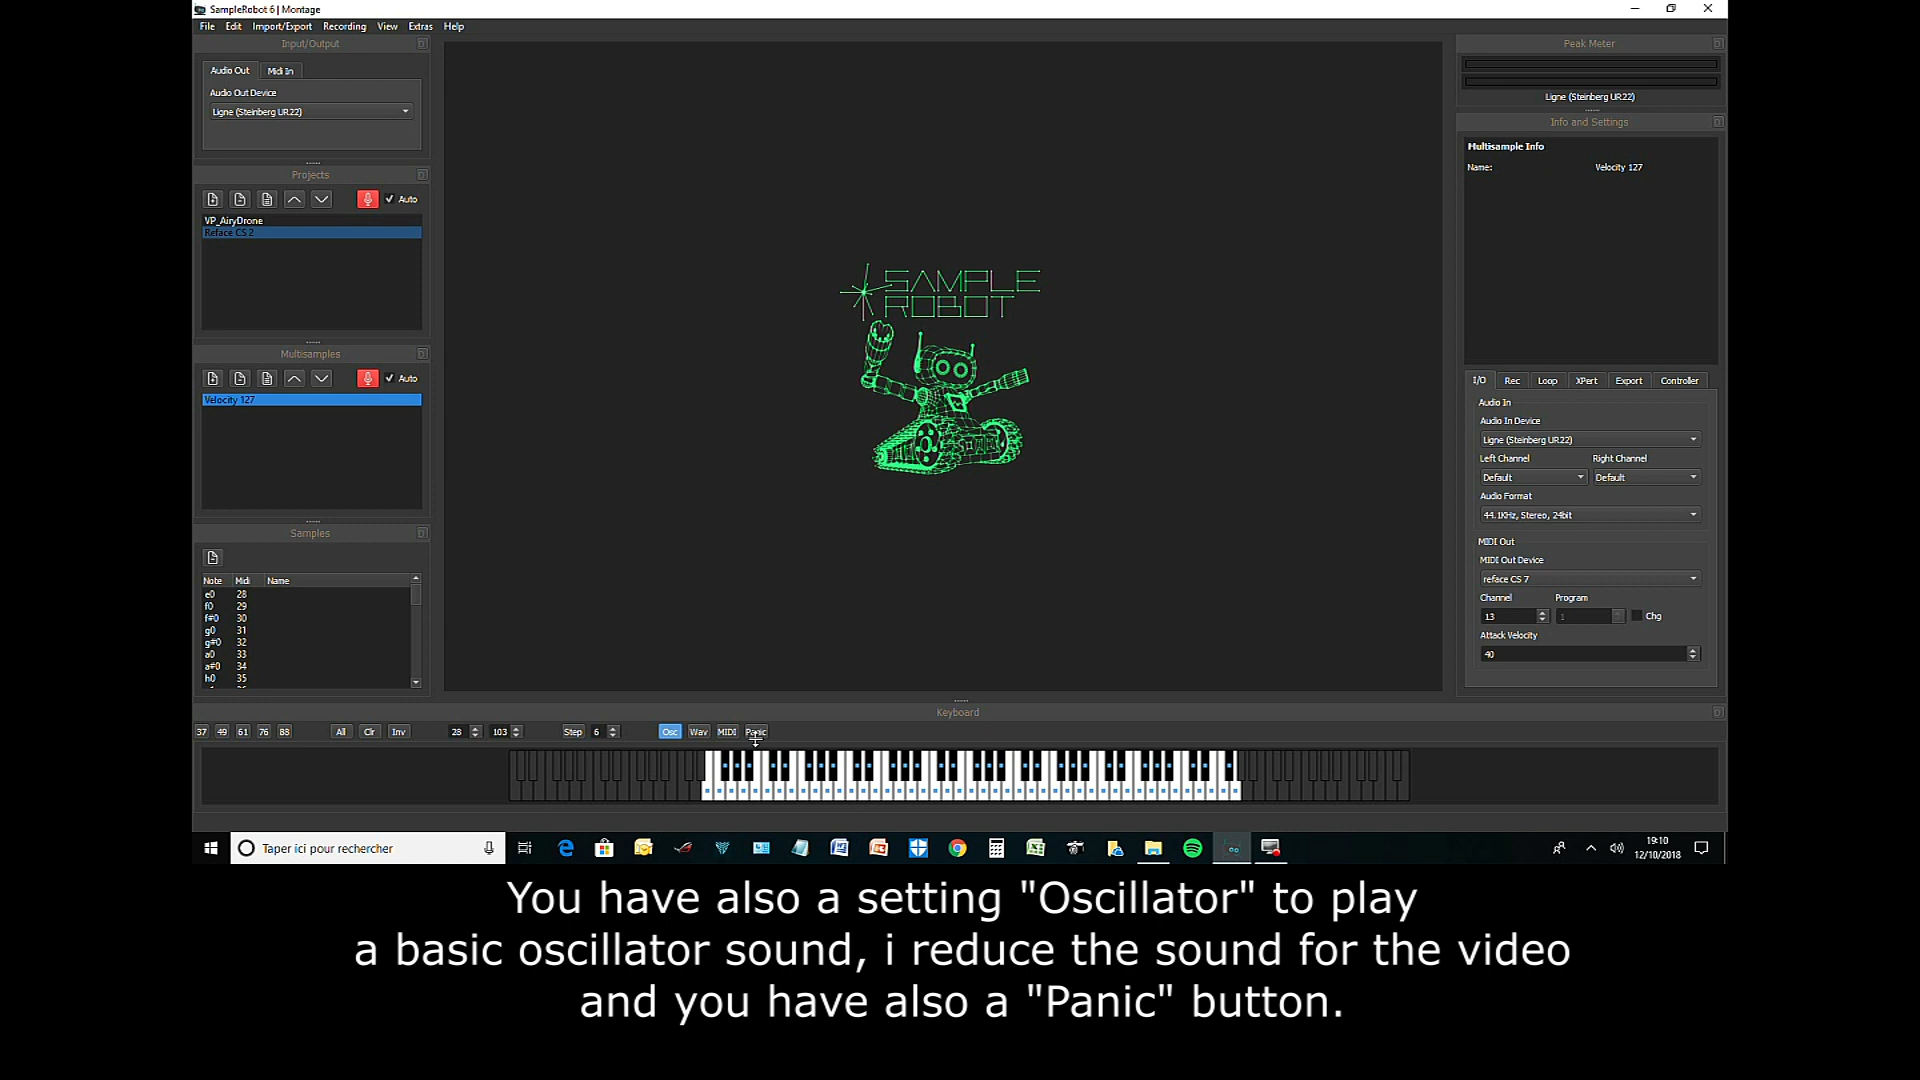 SampleRobot 6 | Montage
File Edit Import/Export Recording View Extras Help
Input/Output
Audio Out Midi In
Audio Out Device
Ligne (Steinberg UR22)
Projects
Auto
VP_AiryDrone
Reface CS 2
Multisamples
Auto
Velocity 127
Samples
Note Midi Name
e0 28
f0 29
f#0 30
g0 31
g#0 32
a0 33
a#0 34
h0 35
SAMPLE
ROBOT
Peak Meter
Ligne (Steinberg UR22)
Info and Settings
Multisample Info
Name: Velocity 127
I/O Rec Loop XPert Export Controller
Audio In
Audio In Device
Ligne (Steinberg UR22)
Left Channel Right Channel
Default Default
Audio Format
44.1KHz, Stereo, 24bit
MIDI Out
MIDI Out Device
reface CS 7
Channel Program
13 1 Chg
Attack Velocity
40
Keyboard
37 49 61 76 88 All Clr Inv 28 103 Step 6 Osc Wav MIDI Panic
Taper ici pour rechercher
19:10
12/10/2018
You have also a setting "Oscillator" to play
a basic oscillator sound, i reduce the sound for the video
and you have also a "Panic" button.